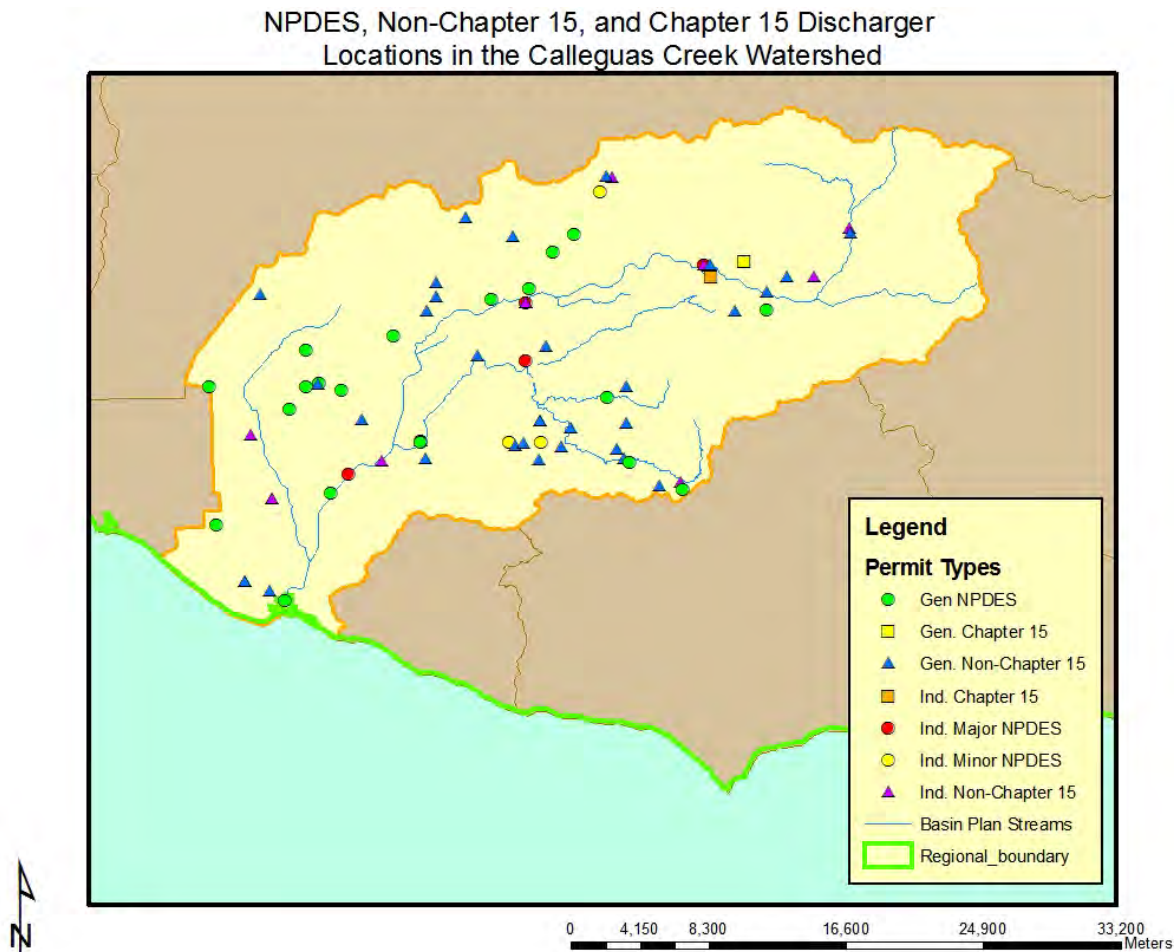 NPDES, Non-Chapter 15, and Chapter 15 Discharger
Locations in the Calleguas Creek Watershed
Legend
Permit Types
Gen NPDES
Gen. Chapter 15
Gen. Non-Chapter 15
Ind. Chapter 15
Ind. Major NPDES
Ind. Minor NPDES
Ind. Non-Chapter 15
Basin Plan Streams
Regional_boundary
N
0 4,150 8,300 16,600 24,900 33,200
Meters